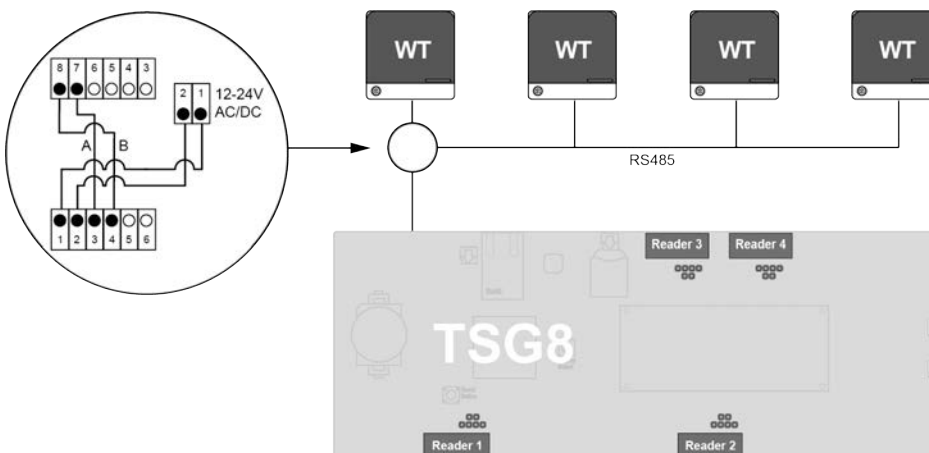 WT WT WT WT
8 7 6 5 4 3
2 1 12-24V
AC/DC
A B
RS485
1 2 3 4 5 6
Reader 3 Reader 4
TSG8
Reader 1 Reader 2